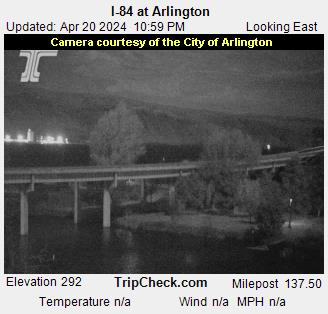 I-84 at Arlington
Updated: Apr 20 2024 10:59 PM Looking East
Camera courtesy of the City of Arlington
Elevation 292 TripCheck.com Milepost 137.50
Temperature n/a Wind n/a MPH n/a